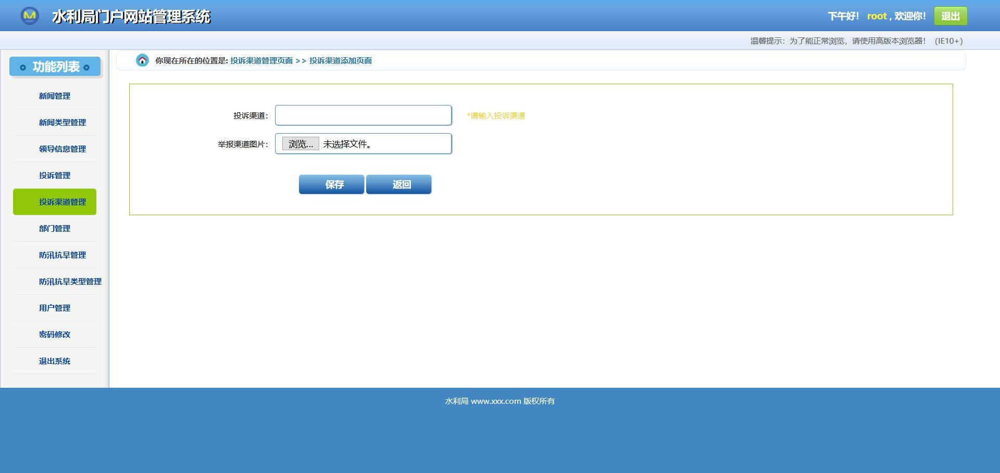 水利局门户网站管理系统
下午好！ root , 欢迎你！ 退出
温馨提示：为了能正常浏览，请使用高版本浏览器！ （IE10+）
功能列表
你现在所在的位置是: 投诉渠道管理页面 >> 投诉渠道添加页面
新闻管理
新闻类型管理
领导信息管理
投诉管理
投诉渠道管理
部门管理
防汛抗旱管理
防汛抗旱类型管理
用户管理
密码修改
退出系统
投诉渠道： *请输入投诉渠道
举报渠道图片： 浏览... 未选择文件。
保存 返回
水利局 www.xxx.com 版权所有